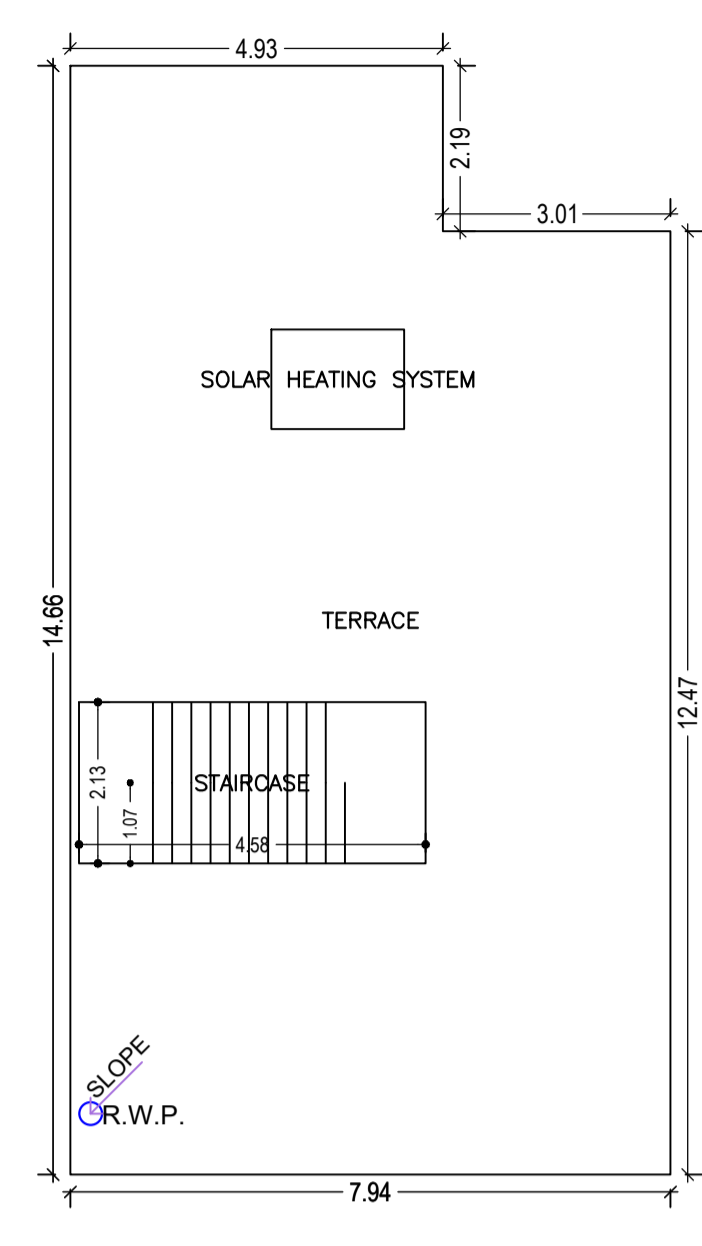 4.93
2.19
3.01
SOLAR HEATING SYSTEM
14.66
TERRACE
12.47
2.13
STAIRCASE
1.07
4.58
SLOPE
R.W.P.
7.94